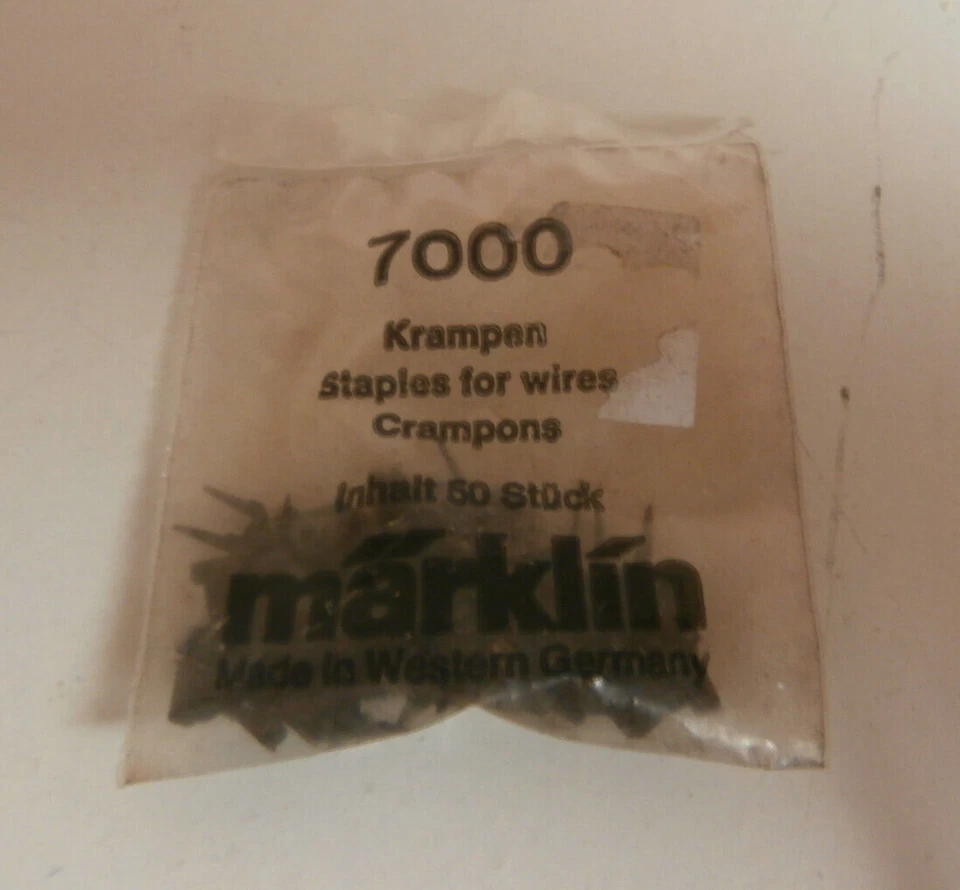 7000
Krampen
Staples for wires
Crampons
Inhalt 50 Stück
märklin
Made in Western Germany